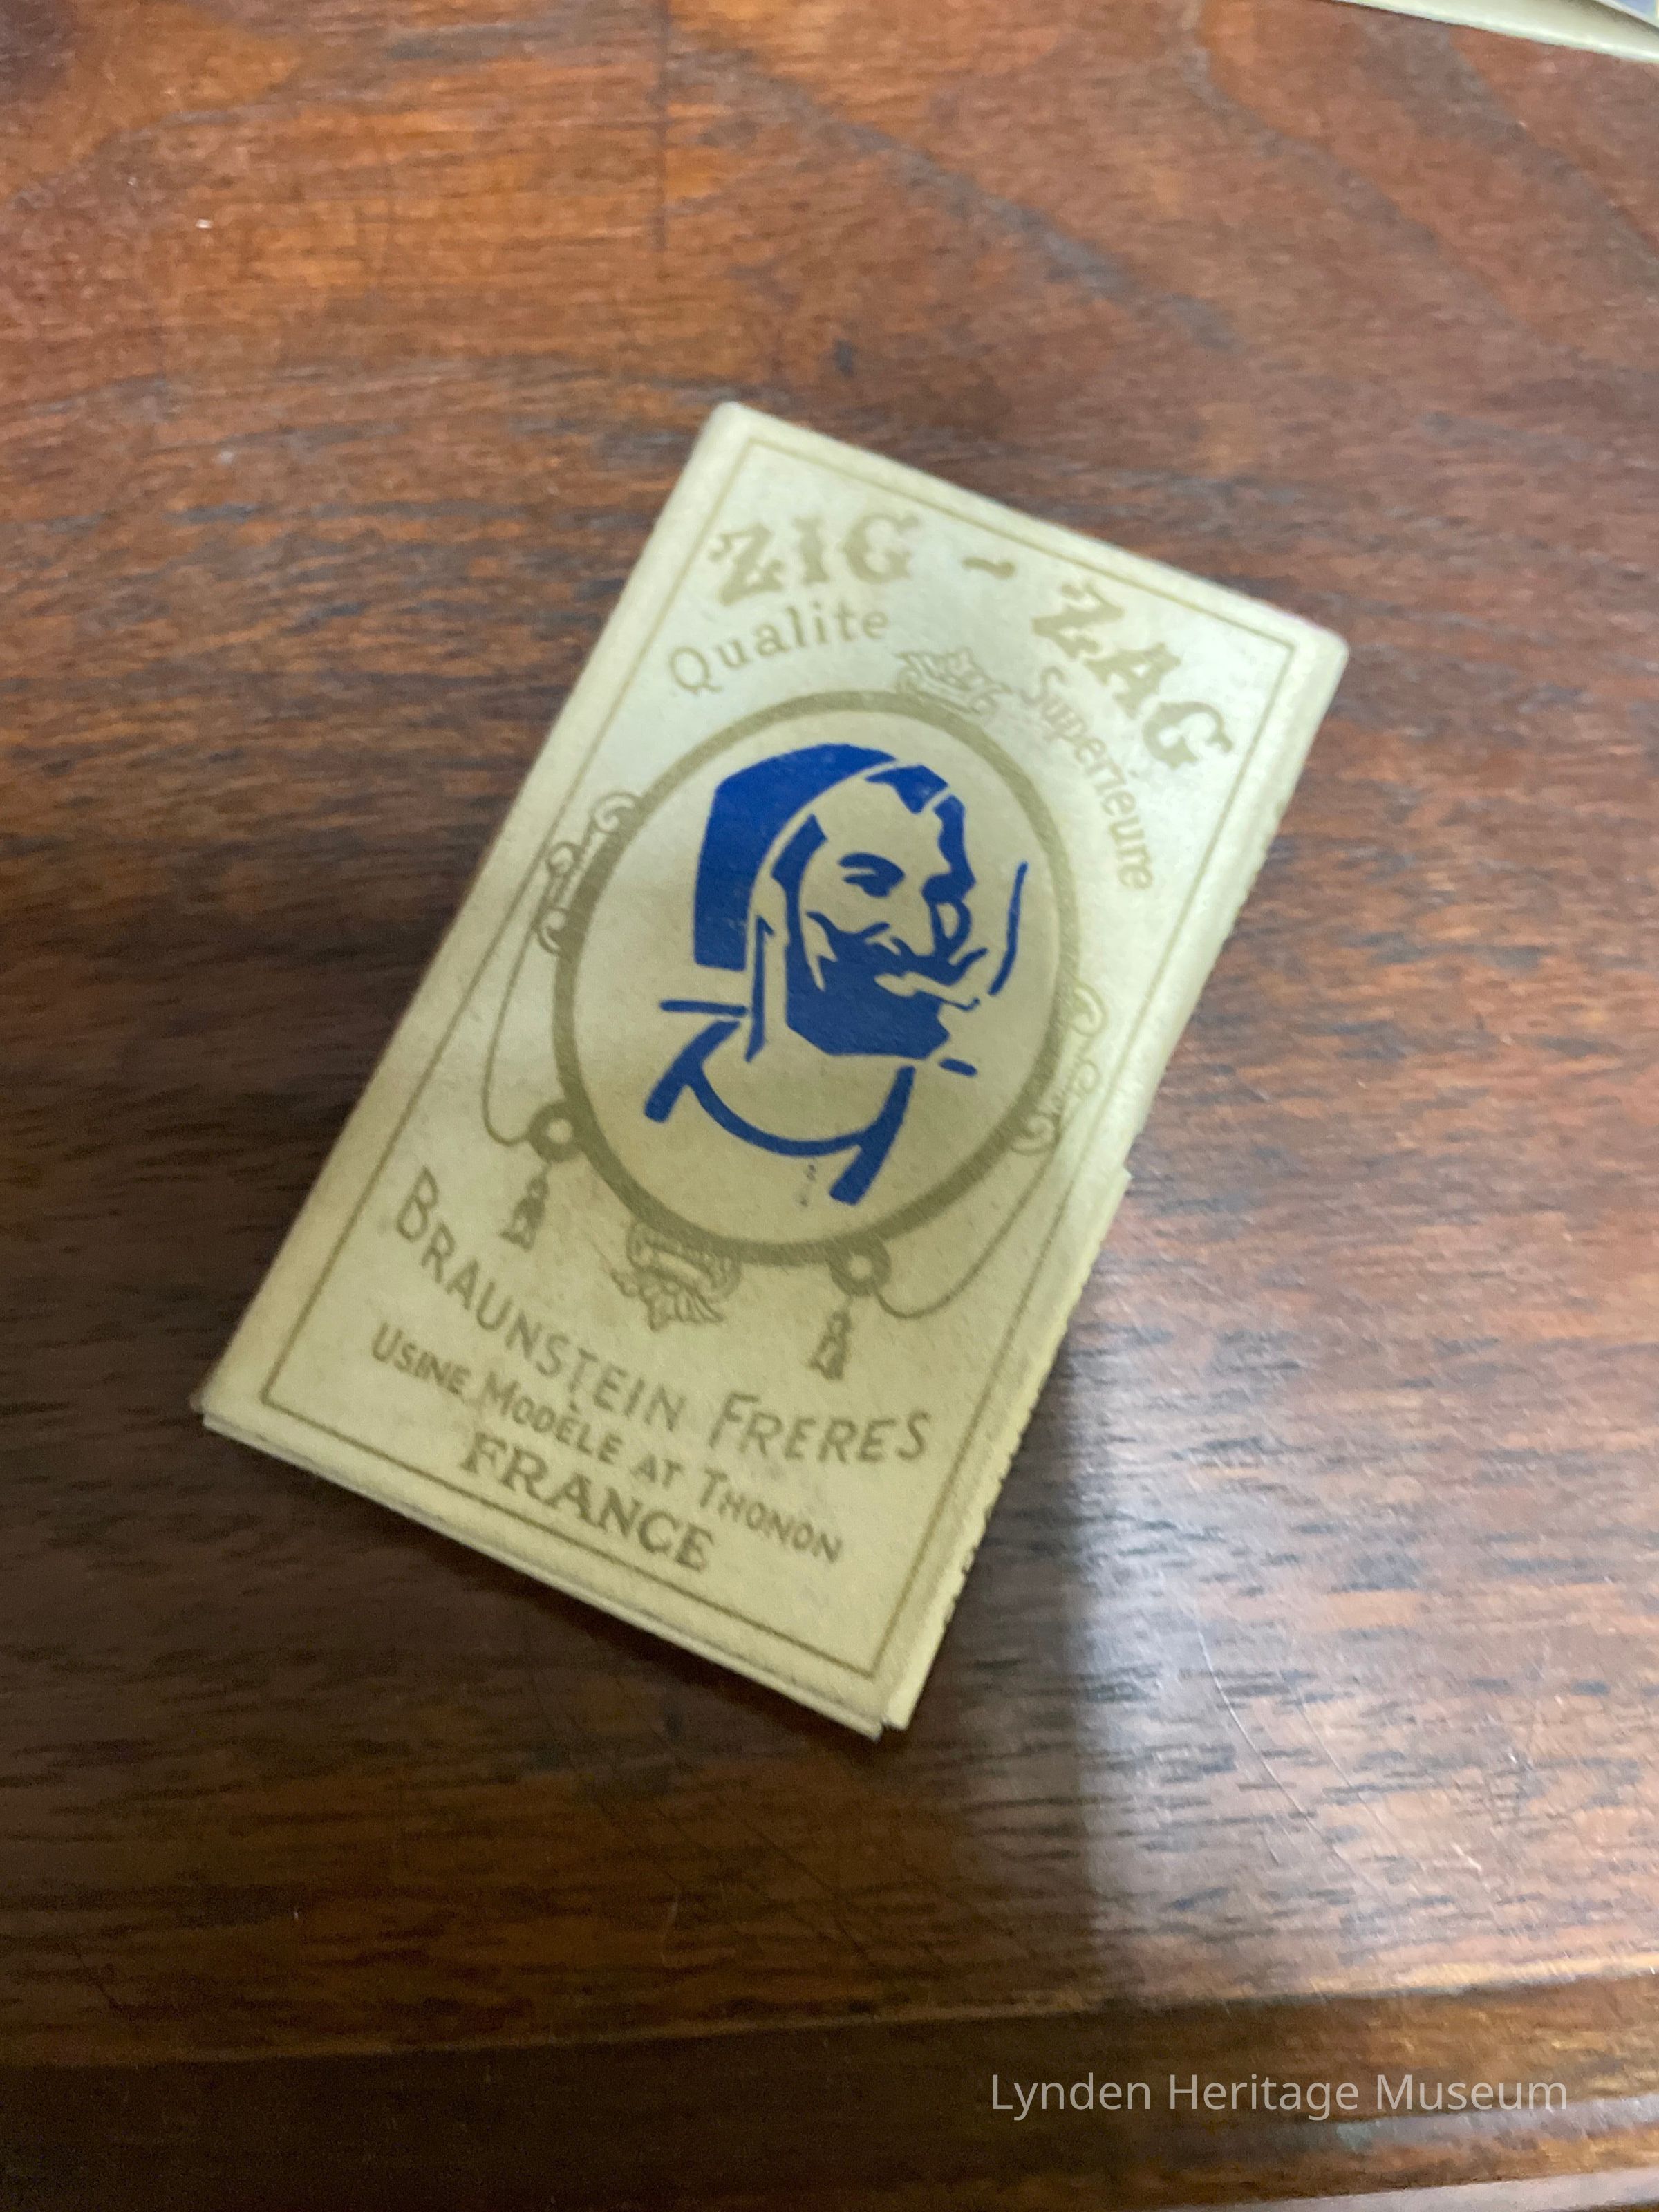 ZIG - ZAG
Qualite Superieure
BRAUNSTEIN FRERES
USINE MODÈLE AT THONON
FRANCE
Lynden Heritage Museum